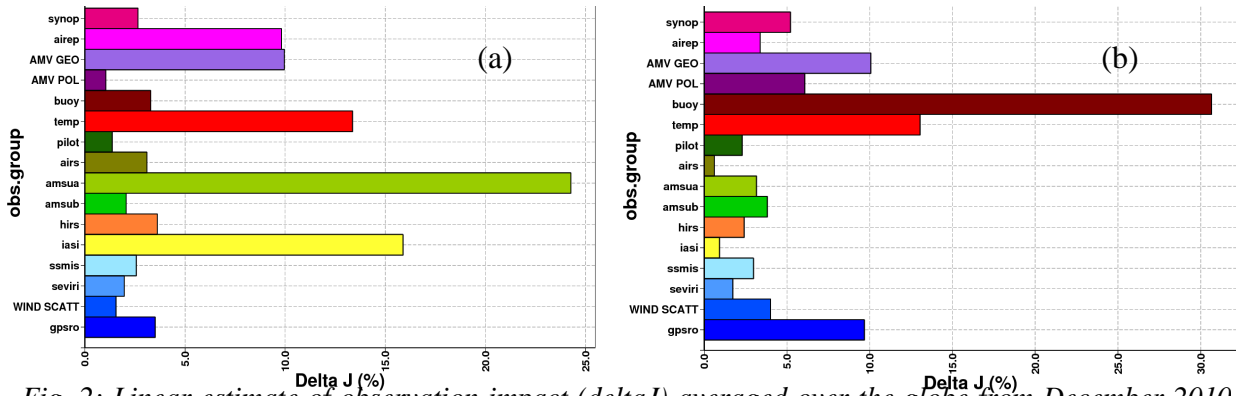 synop
airep
AMV GEO
AMV POL
buoy
temp
pilot
airs
amsua
amsub
hirs
iasi
ssmis
seviri
WIND SCATT
gpsro
obs.group
(a)
0.0 5.0 10.0 15.0 20.0 25.0
Delta J (%)
synop
airep
AMV GEO
AMV POL
buoy
temp
pilot
airs
amsua
amsub
hirs
iasi
ssmis
seviri
WIND SCATT
gpsro
obs.group
(b)
0.0 5.0 10.0 15.0 20.0 25.0 30.0
Delta J (%)
Fig. 2: Linear estimate of observation impact (deltaJ) averaged over the globe from December 2010